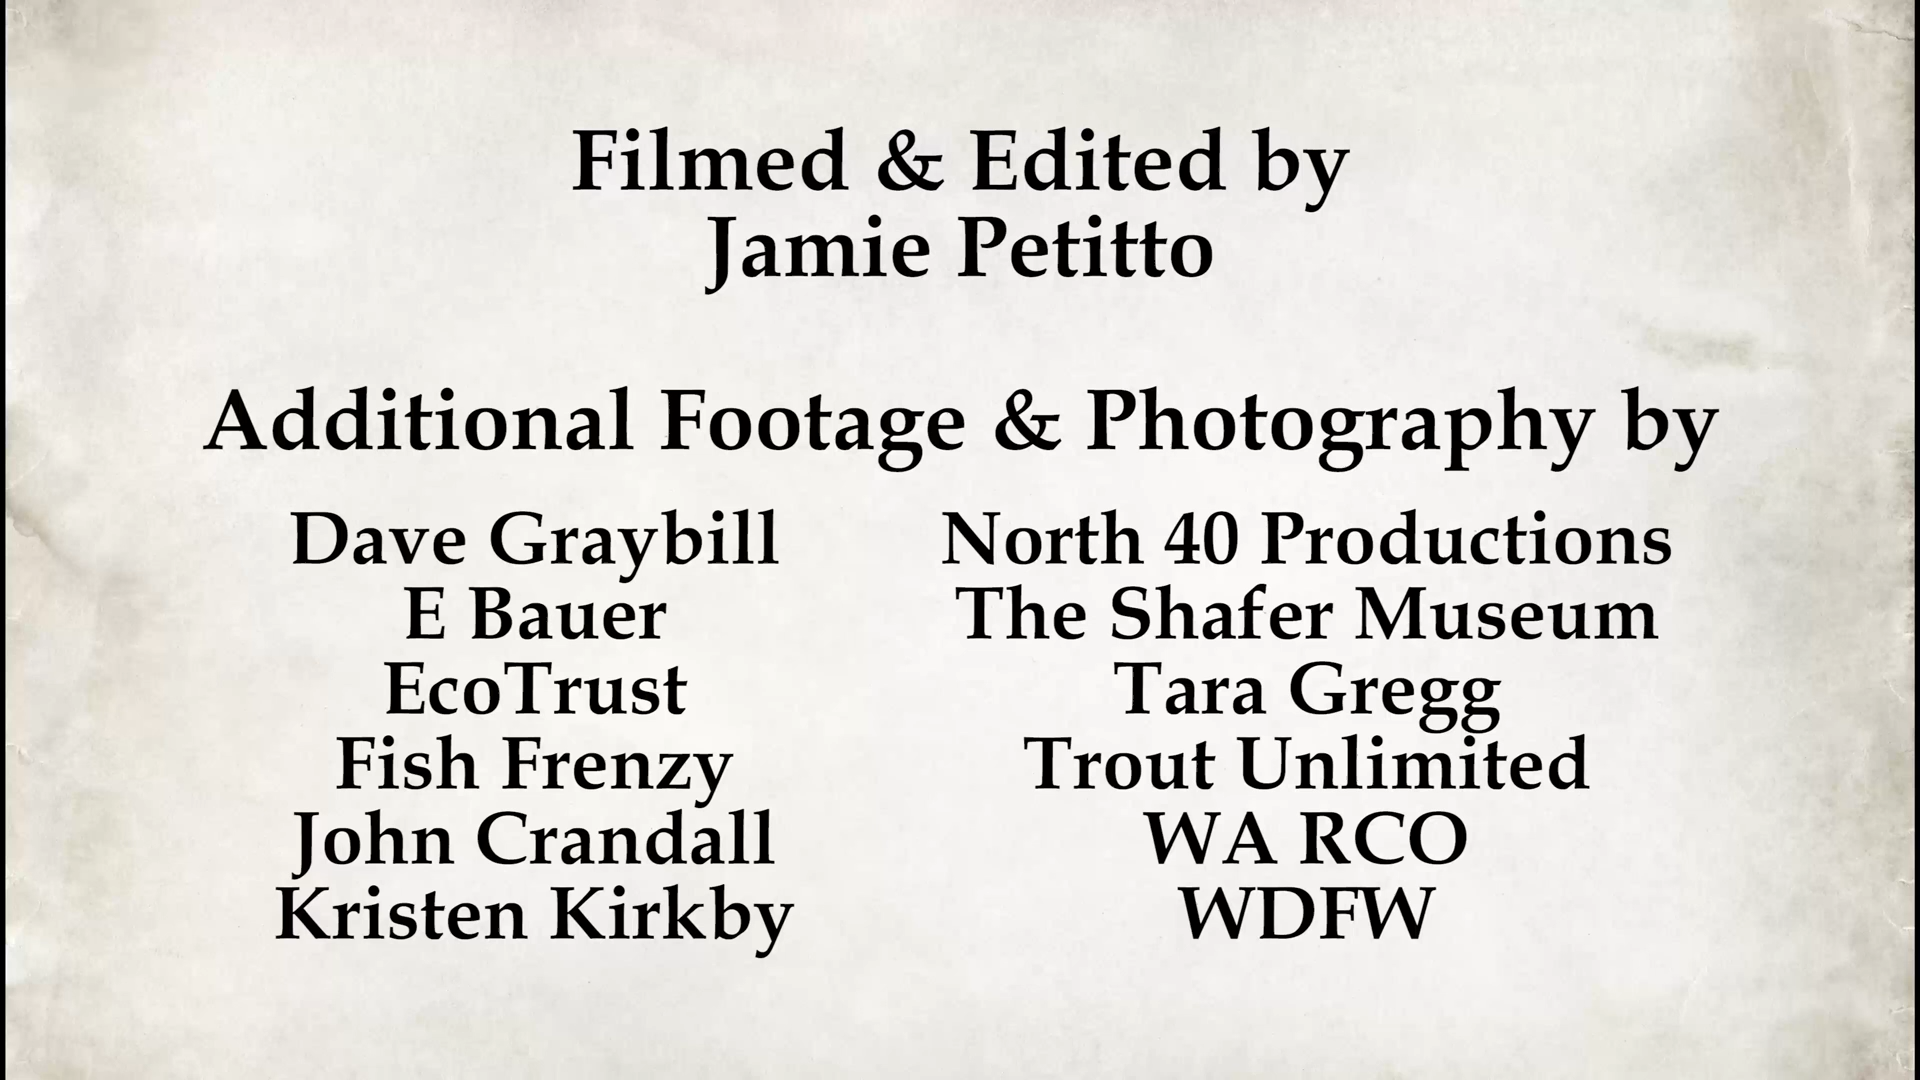 Filmed & Edited by
Jamie Petitto
Additional Footage & Photography by
Dave Graybill
E Bauer
EcoTrust
Fish Frenzy
John Crandall
Kristen Kirkby
North 40 Productions
The Shafer Museum
Tara Gregg
Trout Unlimited
WA RCO
WDFW